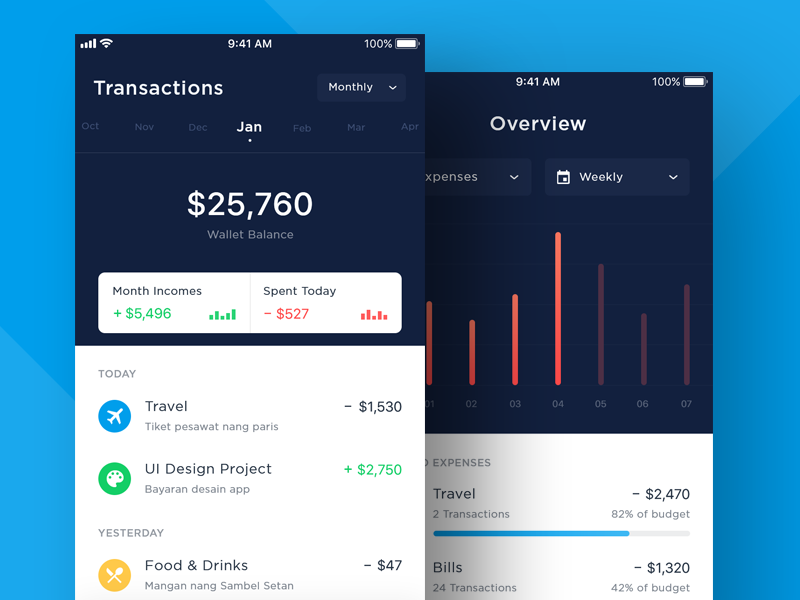 9:41 AM
100%
Transactions
Monthly
Oct Nov Dec Jan Feb Mar Apr
$25,760
Wallet Balance
Month Incomes
+ $5,496
Spent Today
− $527
TODAY
Travel
− $1,530
Tiket pesawat nang paris
UI Design Project
+ $2,750
Bayaran desain app
YESTERDAY
Food & Drinks
− $47
Mangan nang Sambel Setan
9:41 AM
100%
Overview
xpenses
Weekly
01 02 03 04 05 06 07
EXPENSES
Travel
− $2,470
2 Transactions
82% of budget
Bills
− $1,320
24 Transactions
42% of budget